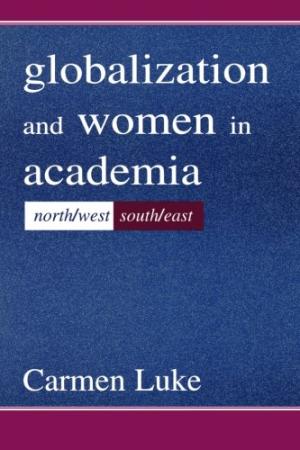 globalization
and women in
academia
north/west south/east
Carmen Luke